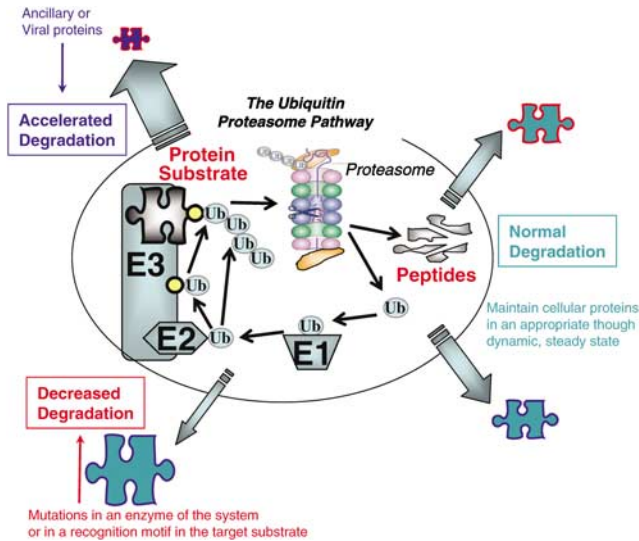 Ancillary or
Viral proteins
Accelerated
Degradation
The Ubiquitin
Proteasome Pathway
Protein
Substrate
Proteasome
Ub
Ub
Ub
Ub
E3
Ub
Peptides
Normal
Degradation
Maintain cellular proteins
in an appropriate though
dynamic, steady state
Ub
Ub
E2
Ub
E1
Decreased
Degradation
Mutations in an enzyme of the system
or in a recognition motif in the target substrate